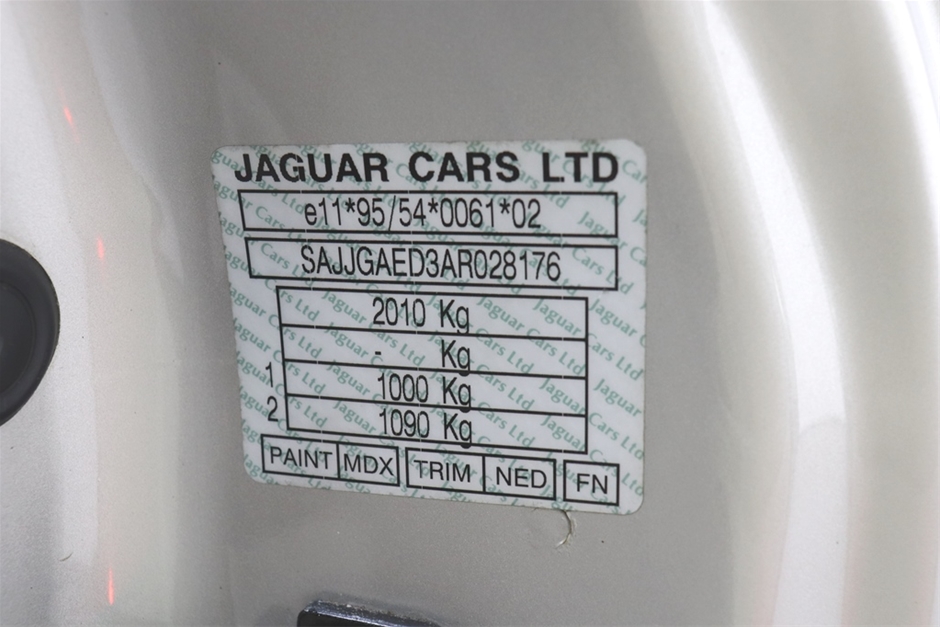 JAGUAR CARS LTD
e11*95/54*0061*02
SAJJGAED3AR028176
2010 Kg
- Kg
1 1000 Kg
2 1090 Kg
PAINT MDX TRIM NED FN